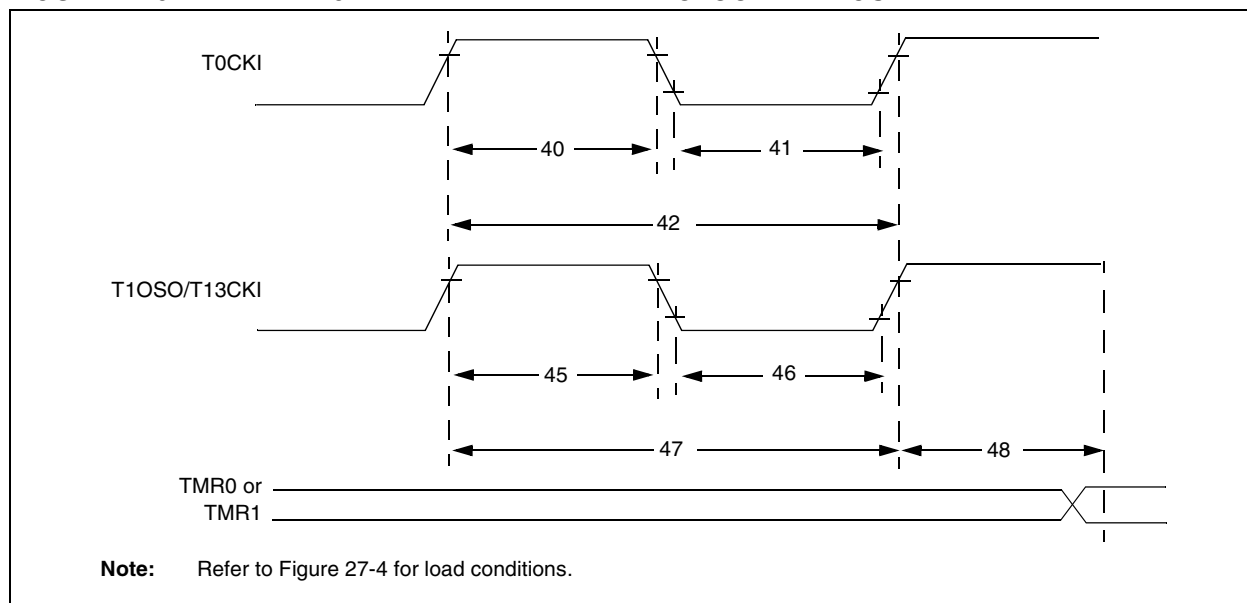 T0CKI
40
41
42
T1OSO/T13CKI
45
46
47
48
TMR0 or
TMR1
Note: Refer to Figure 27-4 for load conditions.